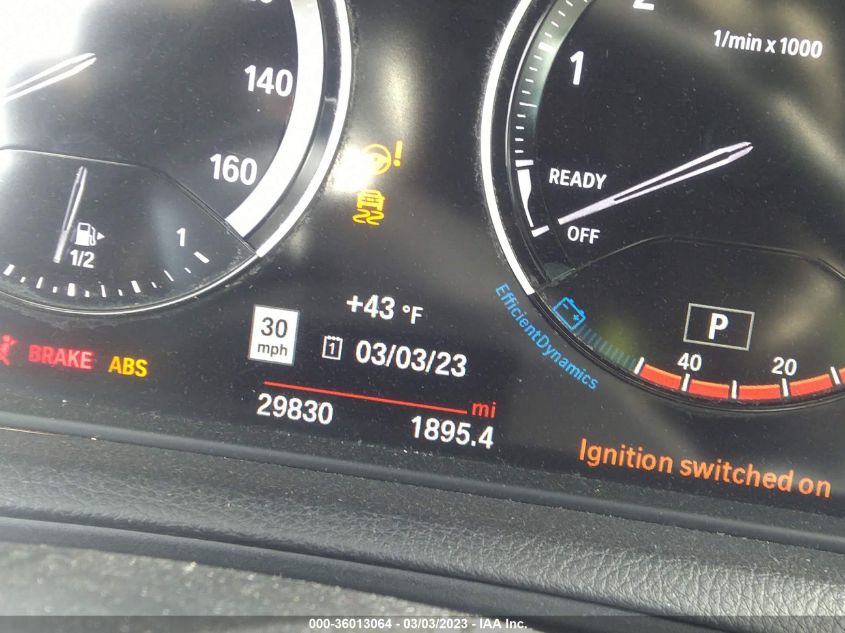 140
160
1/2
1
2
1
1/min x 1000
READY
OFF
!
+43 °F
30
mph
1
03/03/23
BRAKE
ABS
29830
mi
1895.4
EfficientDynamics
P
40
20
Ignition switched on
000-36013064 - 03/03/2023 - IAA Inc.